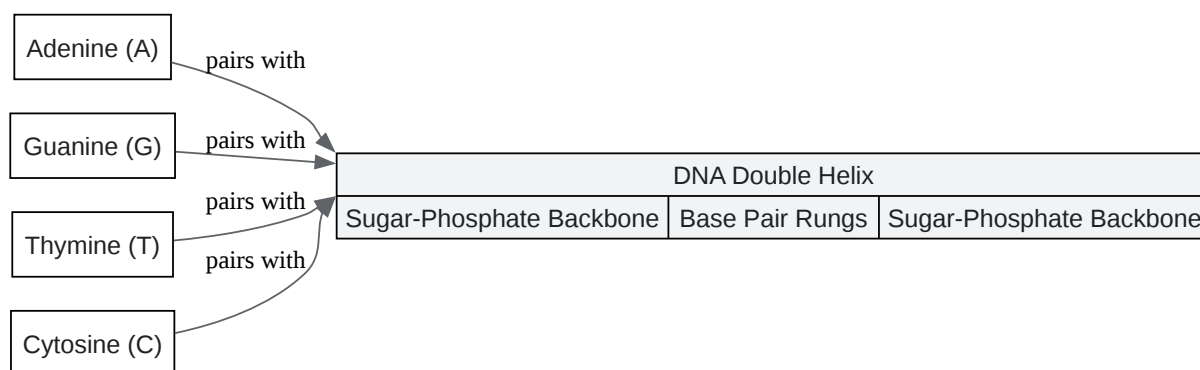 Adenine (A)
pairs with
Guanine (G)
pairs with
DNA Double Helix
pairs with
Sugar-Phosphate Backbone
Base Pair Rungs
Sugar-Phosphate Backbone
Thymine (T)
pairs with
Cytosine (C)